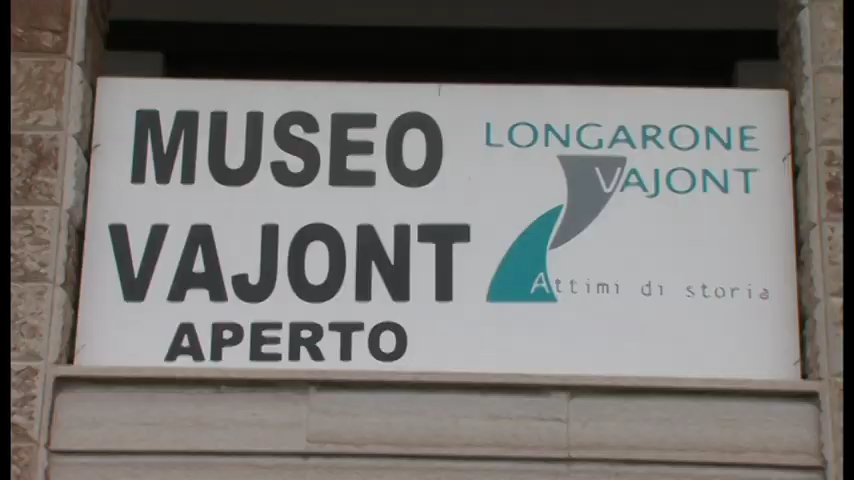 MUSEO
VAJONT
APERTO
LONGARONE
VAJONT
Attimi di storia